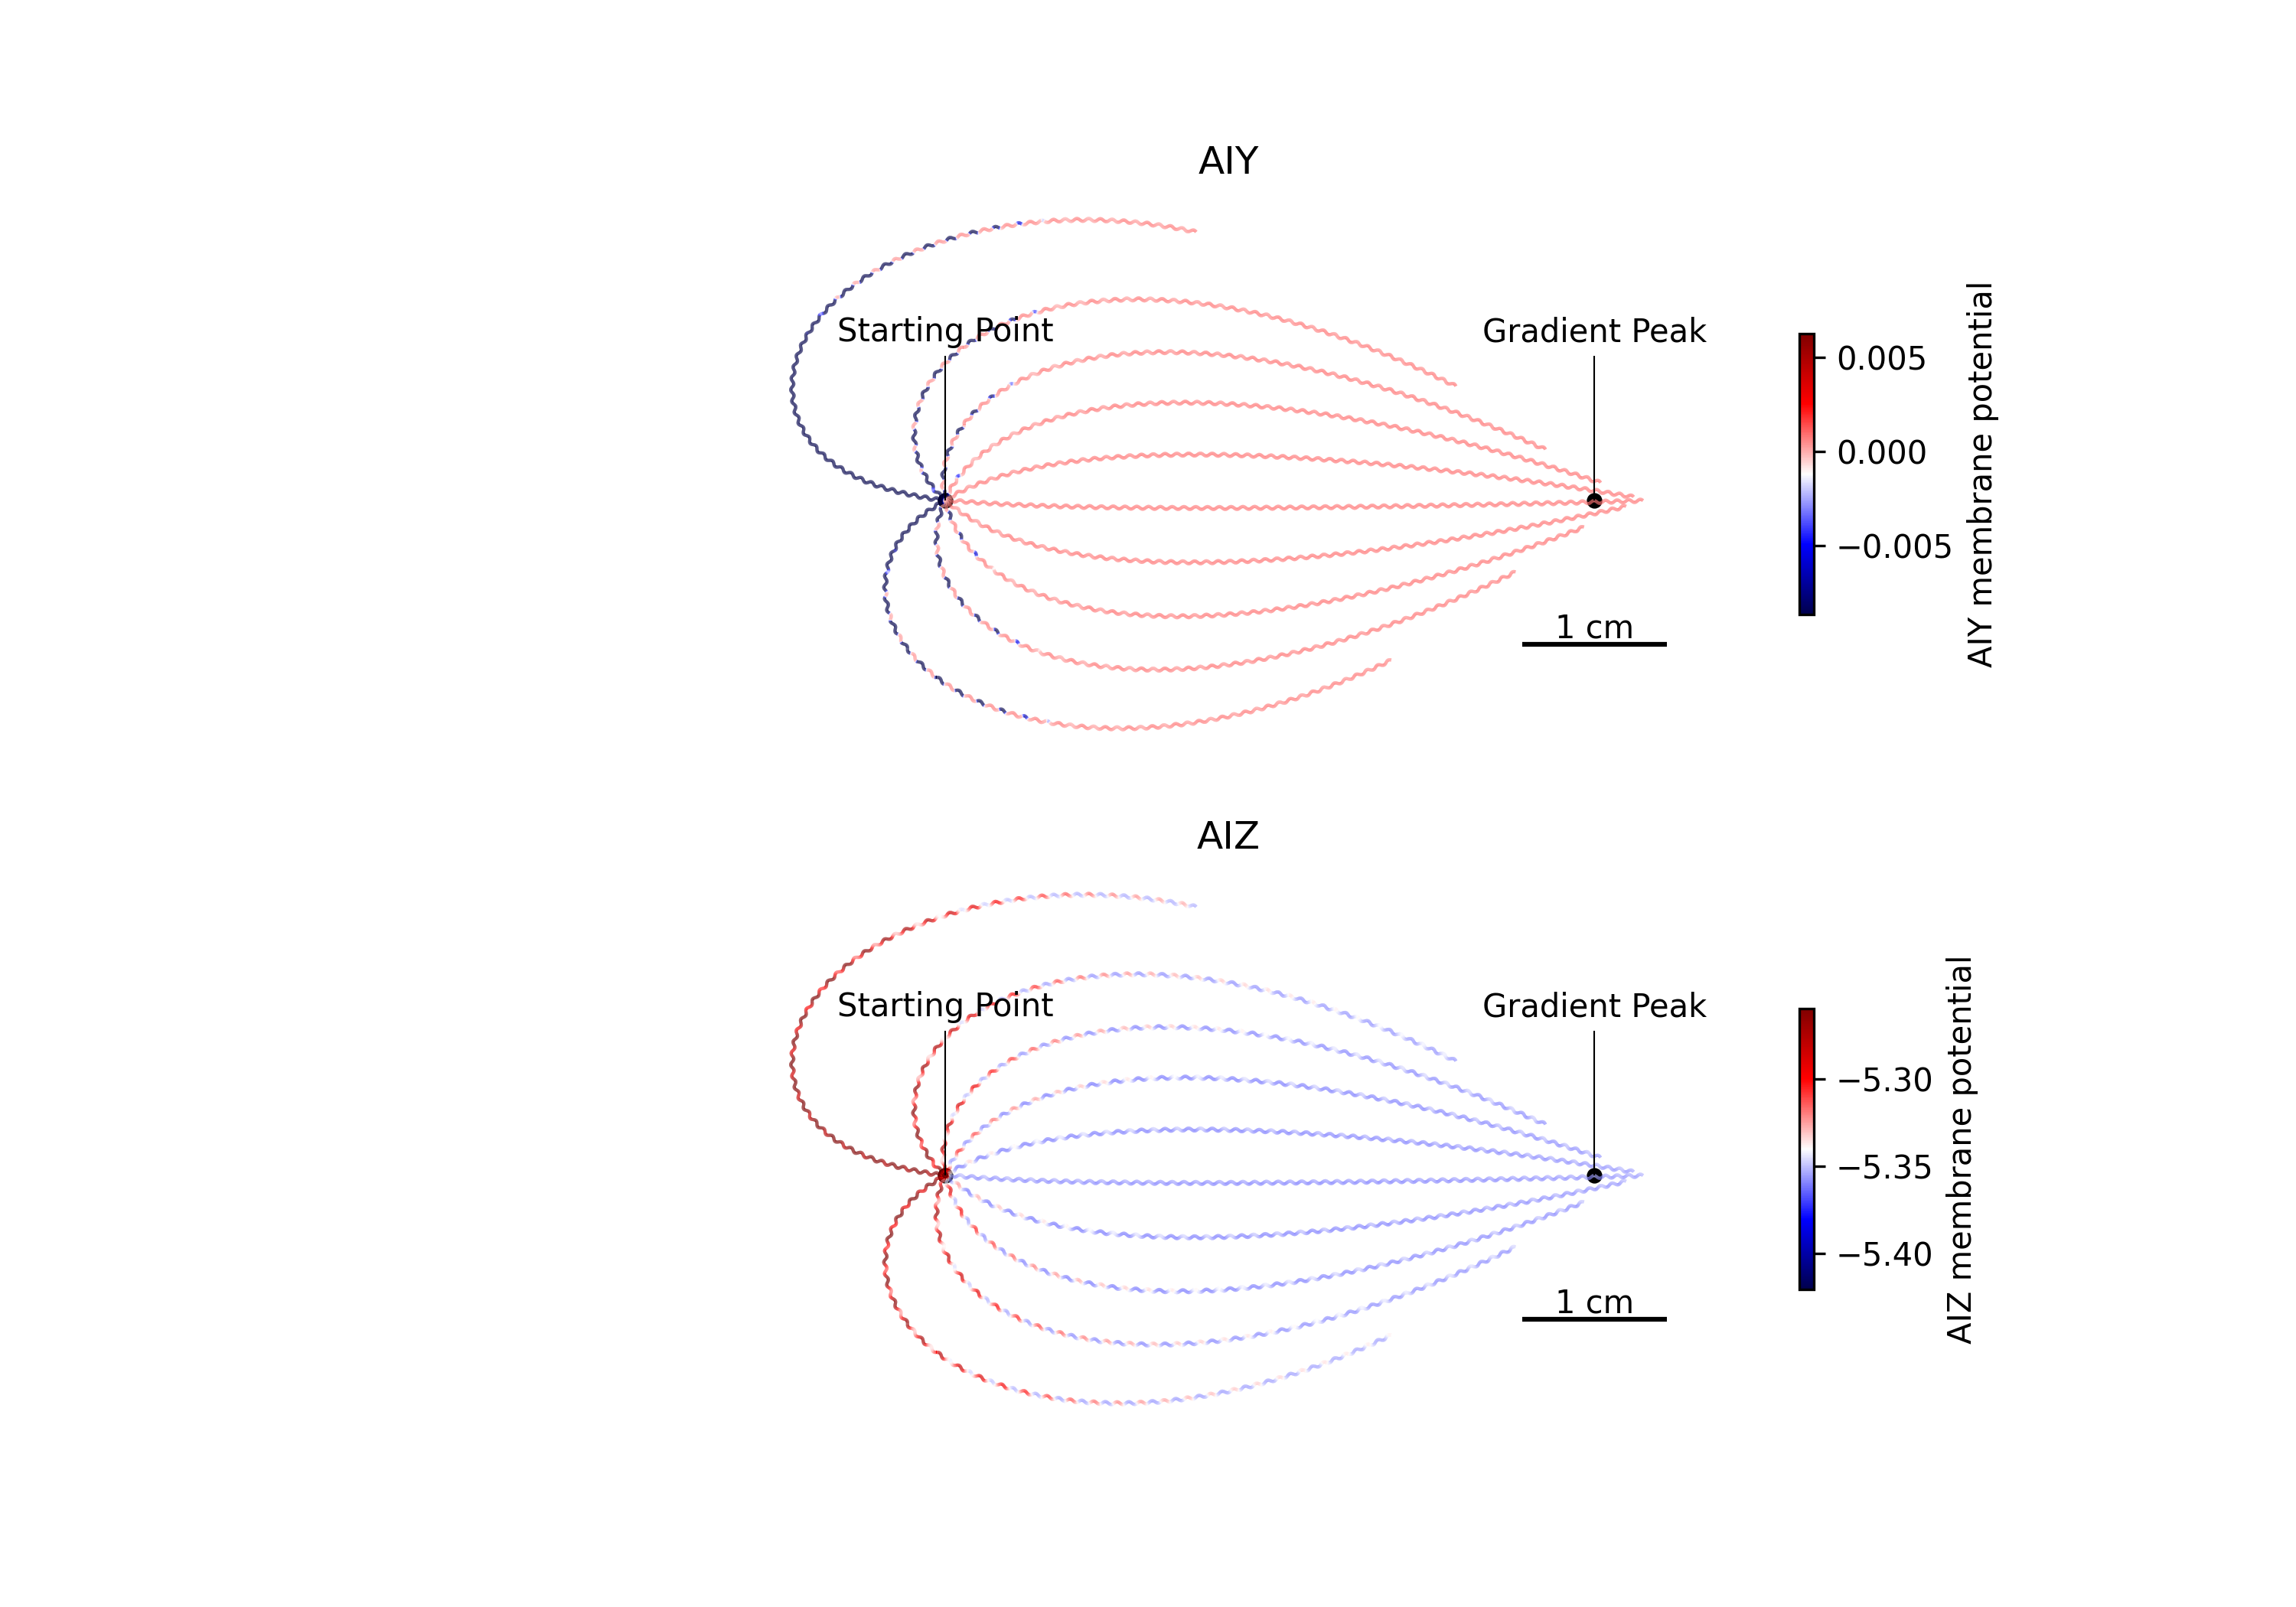 AIY
Starting Point
Gradient Peak
1 cm
0.005
0.000
−0.005
AIY membrane potential
AIZ
Starting Point
Gradient Peak
1 cm
−5.30
−5.35
−5.40
AIZ membrane potential